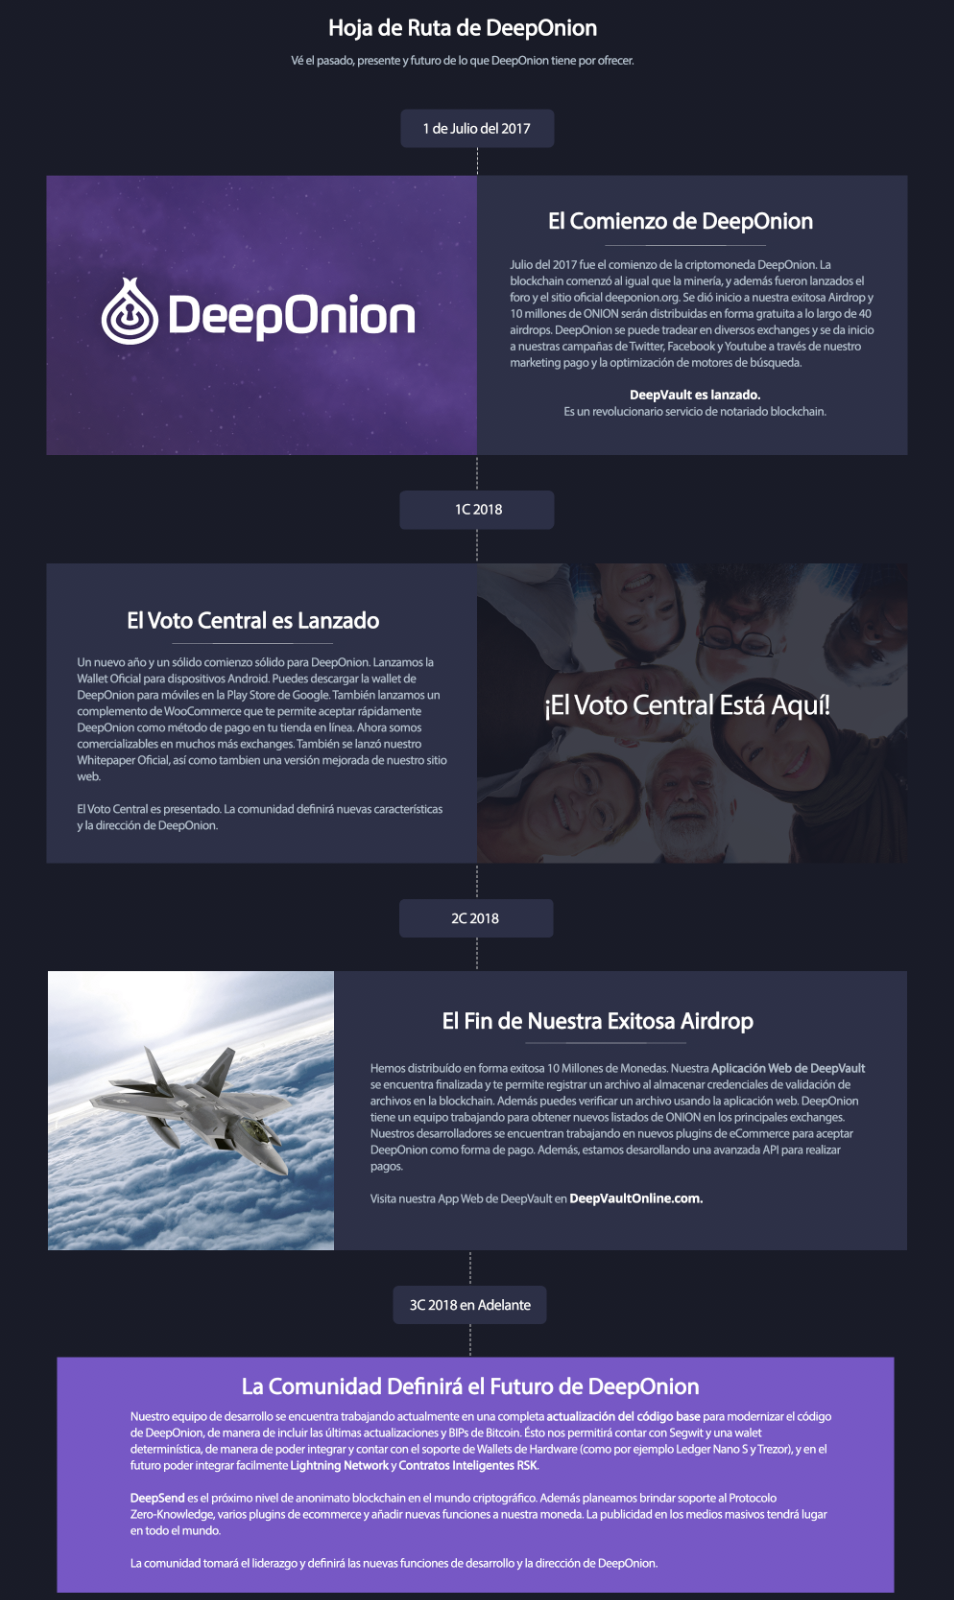 Hoja de Ruta de DeepOnion
Vé el pasado, presente y futuro de lo que DeepOnion tiene por ofrecer.
1 de Julio del 2017
DeepOnion
El Comienzo de DeepOnion
Julio del 2017 fue el comienzo de la criptomoneda DeepOnion. La
blockchain comenzó al igual que la minería, y además fueron lanzados el
foro y el sitio oficial deeponion.org. Se dió inicio a nuestra exitosa Airdrop y
10 millones de ONION serán distribuidas en forma gratuita a lo largo de 40
airdrops. DeepOnion se puede tradear en diversos exchanges y se da inicio
a nuestras campañas de Twitter, Facebook y Youtube a través de nuestro
marketing pago y la optimización de motores de búsqueda.
DeepVault es lanzado.
Es un revolucionario servicio de notariado blockchain.
1C 2018
El Voto Central es Lanzado
Un nuevo año y un sólido comienzo sólido para DeepOnion. Lanzamos la
Wallet Oficial para dispositivos Android. Puedes descargar la wallet de
DeepOnion para móviles en la Play Store de Google. También lanzamos un
complemento de WooCommerce que te permite aceptar rápidamente
DeepOnion como método de pago en tu tienda en línea. Ahora somos
comercializables en muchos más exchanges. También se lanzó nuestro
Whitepaper Oficial, así como tambien una versión mejorada de nuestro sitio
web.
El Voto Central es presentado. La comunidad definirá nuevas características
y la dirección de DeepOnion.
¡El Voto Central Está Aquí!
2C 2018
El Fin de Nuestra Exitosa Airdrop
Hemos distribuído en forma exitosa 10 Millones de Monedas. Nuestra Aplicación Web de DeepVault
se encuentra finalizada y te permite registrar un archivo al almacenar credenciales de validación de
archivos en la blockchain. Además puedes verificar un archivo usando la aplicación web. DeepOnion
tiene un equipo trabajando para obtener nuevos listados de ONION en los principales exchanges.
Nuestros desarrolladores se encuentran trabajando en nuevos plugins de eCommerce para aceptar
DeepOnion como forma de pago. Además, estamos desarollando una avanzada API para realizar
pagos.
Visita nuestra App Web de DeepVault en DeepVaultOnline.com.
3C 2018 en Adelante
La Comunidad Definirá el Futuro de DeepOnion
Nuestro equipo de desarrollo se encuentra trabajando actualmente en una completa actualización del código base para modernizar el código
de DeepOnion, de manera de incluir las últimas actualizaciones y BIPs de Bitcoin. Ésto nos permitirá contar con Segwit y una walet
determinística, de manera de poder integrar y contar con el soporte de Wallets de Hardware (como por ejemplo Ledger Nano S y Trezor), y en el
futuro poder integrar facilmente Lightning Network y Contratos Inteligentes RSK.
DeepSend es el próximo nivel de anonimato blockchain en el mundo criptográfico. Además planeamos brindar soporte al Protocolo
Zero-Knowledge, varios plugins de ecommerce y añadir nuevas funciones a nuestra moneda. La publicidad en los medios masivos tendrá lugar
en todo el mundo.
La comunidad tomará el liderazgo y definirá las nuevas funciones de desarrollo y la dirección de DeepOnion.